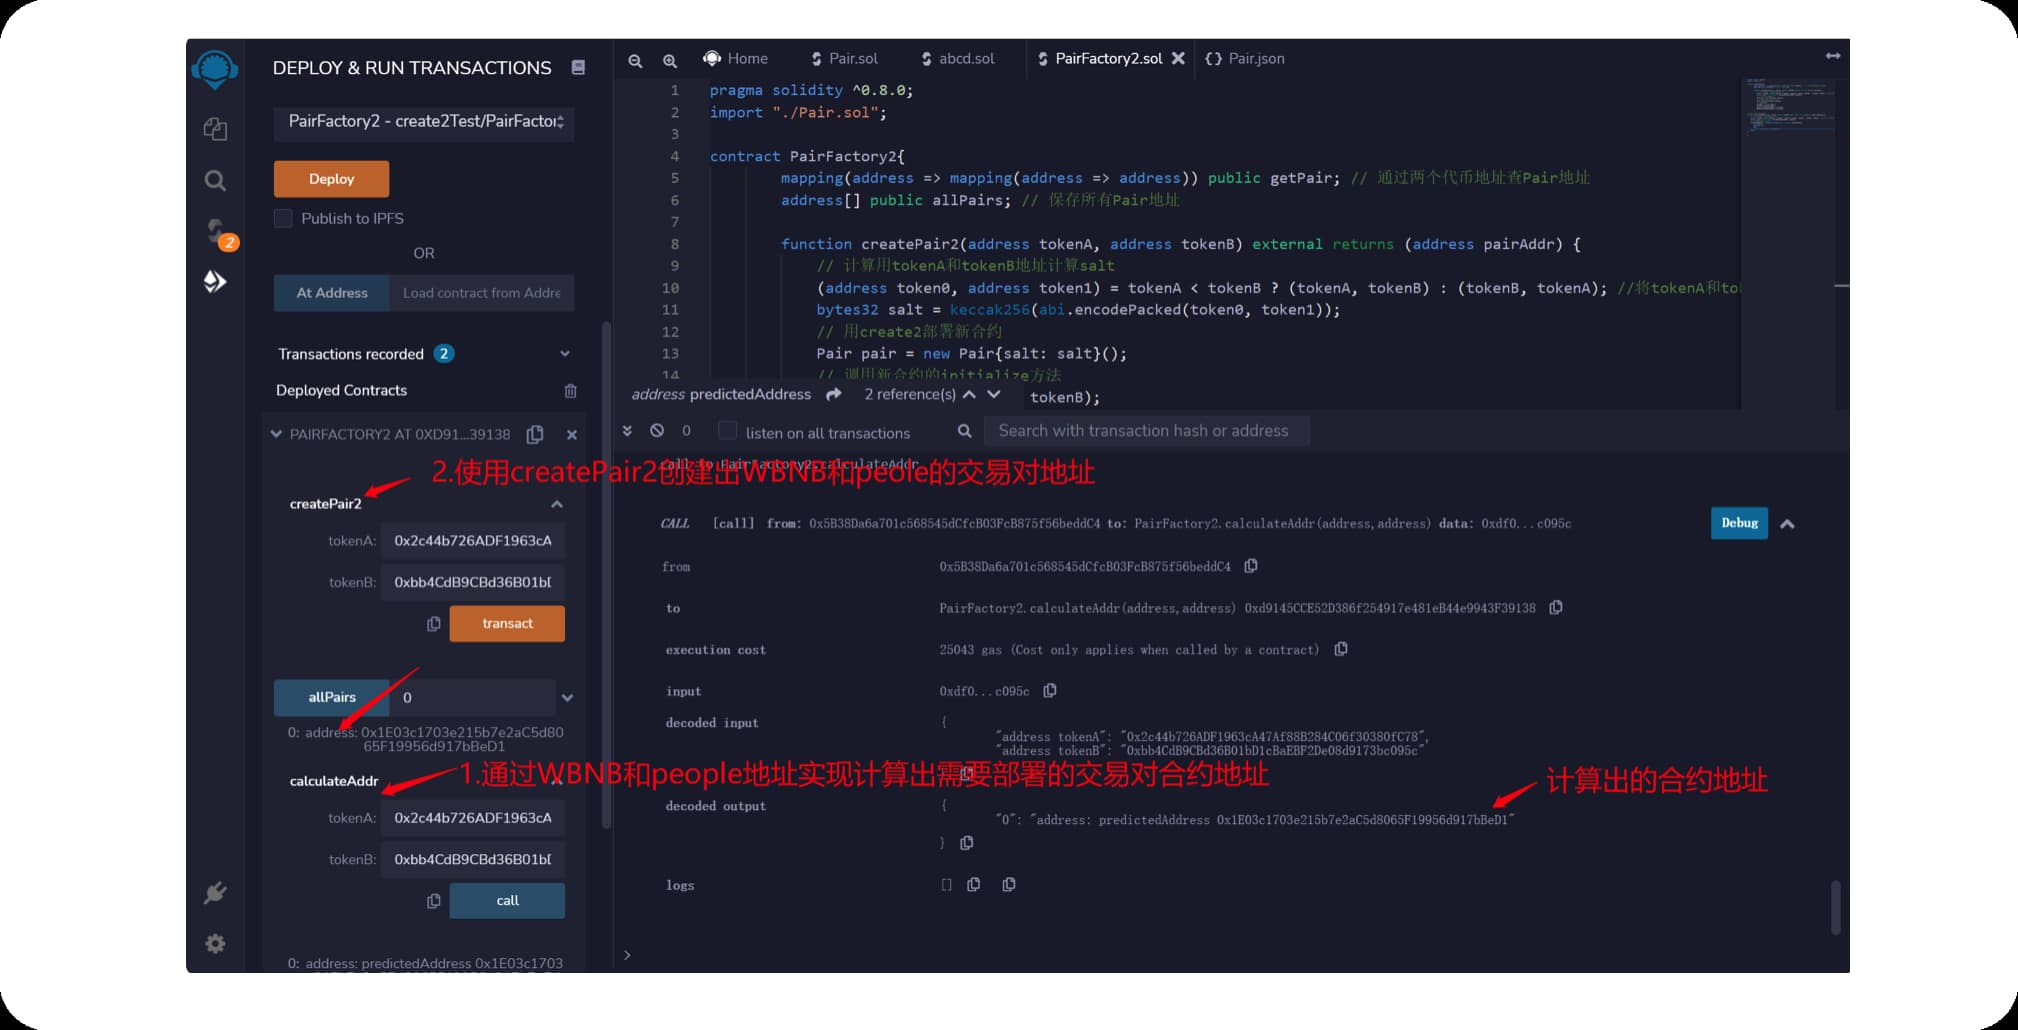 DEPLOY & RUN TRANSACTIONS
PairFactory2 - create2Test/PairFactor
Deploy
Publish to IPFS
OR
At Address
Load contract from Addre
Transactions recorded 2
Deployed Contracts
PAIRFACTORY2 AT 0XD91...39138
2.使用createPair2创建出WBNB和peole的交易对地址
createPair2
tokenA: 0x2c44b726ADF1963cA
tokenB: 0xbb4CdB9CBd36B01b
transact
allPairs 0
0: address: 0x1E03c1703e215b7e2aC5d80
65F19956d917bBeD1
calculateAddr
1.通过WBNB和people地址实现计算出需要部署的交易对合约地址
tokenA: 0x2c44b726ADF1963cA
tokenB: 0xbb4CdB9CBd36B01b
call
0: address: predictedAddress 0x1E03c1703
2
Home
Pair.sol
abcd.sol
PairFactory2.sol
{} Pair.json
1 pragma solidity ^0.8.0;
2 import "./Pair.sol";
3
4 contract PairFactory2{
5 mapping(address => mapping(address => address)) public getPair; // 通过两个代币地址查Pair地址
6 address[] public allPairs; // 保存所有Pair地址
7
8 function createPair2(address tokenA, address tokenB) external returns (address pairAddr) {
9 // 计算用tokenA和tokenB地址计算salt
10 (address token0, address token1) = tokenA < tokenB ? (tokenA, tokenB) : (tokenB, tokenA); //将tokenA和to
11 bytes32 salt = keccak256(abi.encodePacked(token0, token1));
12 // 用create2部署新合约
13 Pair pair = new Pair{salt: salt}();
14 // 调用新合约的initialize方法
address predictedAddress 2 reference(s) tokenB);
0 listen on all transactions Search with transaction hash or address
call to PairFactory2.calculateAddr
CALL [call] from: 0x5B38Da6a701c568545dCfcB03FcB875f56beddC4 to: PairFactory2.calculateAddr(address,address) data: 0xdf0...c095c
Debug
from 0x5B38Da6a701c568545dCfcB03FcB875f56beddC4
to PairFactory2.calculateAddr(address,address) 0xd9145CCE52D386f254917e481eB44e9943F39138
execution cost 25043 gas (Cost only applies when called by a contract)
input 0xdf0...c095c
decoded input {
"address tokenA": "0x2c44b726ADF1963cA47Af88B284C06f30380fC78",
"address tokenB": "0xbb4CdB9CBd36B01bD1cBaEBF2De08d9173bc095c"
计算出的合约地址
decoded output {
"0": "address: predictedAddress 0x1E03c1703e215b7e2aC5d8065F19956d917bBeD1"
}
logs []
>